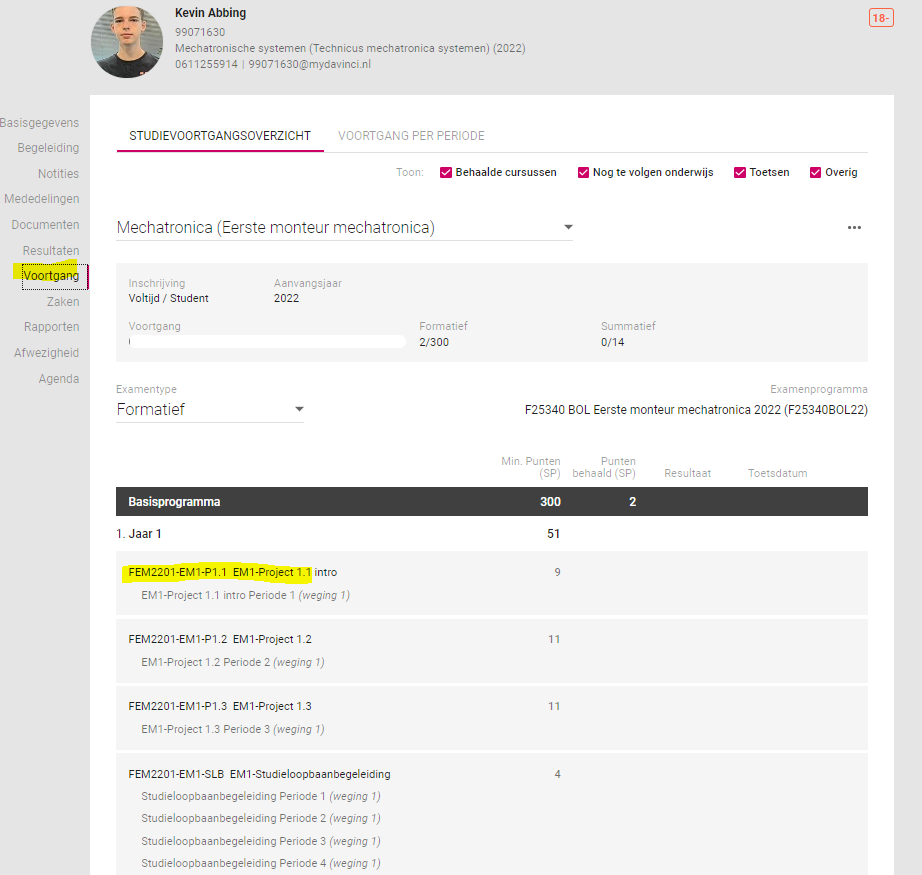 Kevin Abbing
99071630
Mechatronische systemen (Technicus mechatronica systemen) (2022)
0611255914 | 99071630@mydavinci.nl
18-
Basisgegevens
Begeleiding
Notities
Mededelingen
Documenten
Resultaten
Voortgang
Zaken
Rapporten
Afwezigheid
Agenda
STUDIEVOORTGANGSOVERZICHT VOORTGANG PER PERIODE
Toon: Behaalde cursussen Nog te volgen onderwijs Toetsen Overig
Mechatronica (Eerste monteur mechatronica)
Inschrijving Aanvangsjaar
Voltijd / Student 2022
Voortgang Formatief Summatief
2/300 0/14
Examentype Examenprogramma
Formatief F25340 BOL Eerste monteur mechatronica 2022 (F25340BOL22)
Min. Punten Punten
(SP) behaald (SP) Resultaat Toetsdatum
Basisprogramma 300 2
1. Jaar 1 51
FEM2201-EM1-P1.1 EM1-Project 1.1 intro 9
EM1-Project 1.1 intro Periode 1 (weging 1)
FEM2201-EM1-P1.2 EM1-Project 1.2 11
EM1-Project 1.2 Periode 2 (weging 1)
FEM2201-EM1-P1.3 EM1-Project 1.3 11
EM1-Project 1.3 Periode 3 (weging 1)
FEM2201-EM1-SLB EM1-Studieloopbaanbegeleiding 4
Studieloopbaanbegeleiding Periode 1 (weging 1)
Studieloopbaanbegeleiding Periode 2 (weging 1)
Studieloopbaanbegeleiding Periode 3 (weging 1)
Studieloopbaanbegeleiding Periode 4 (weging 1)